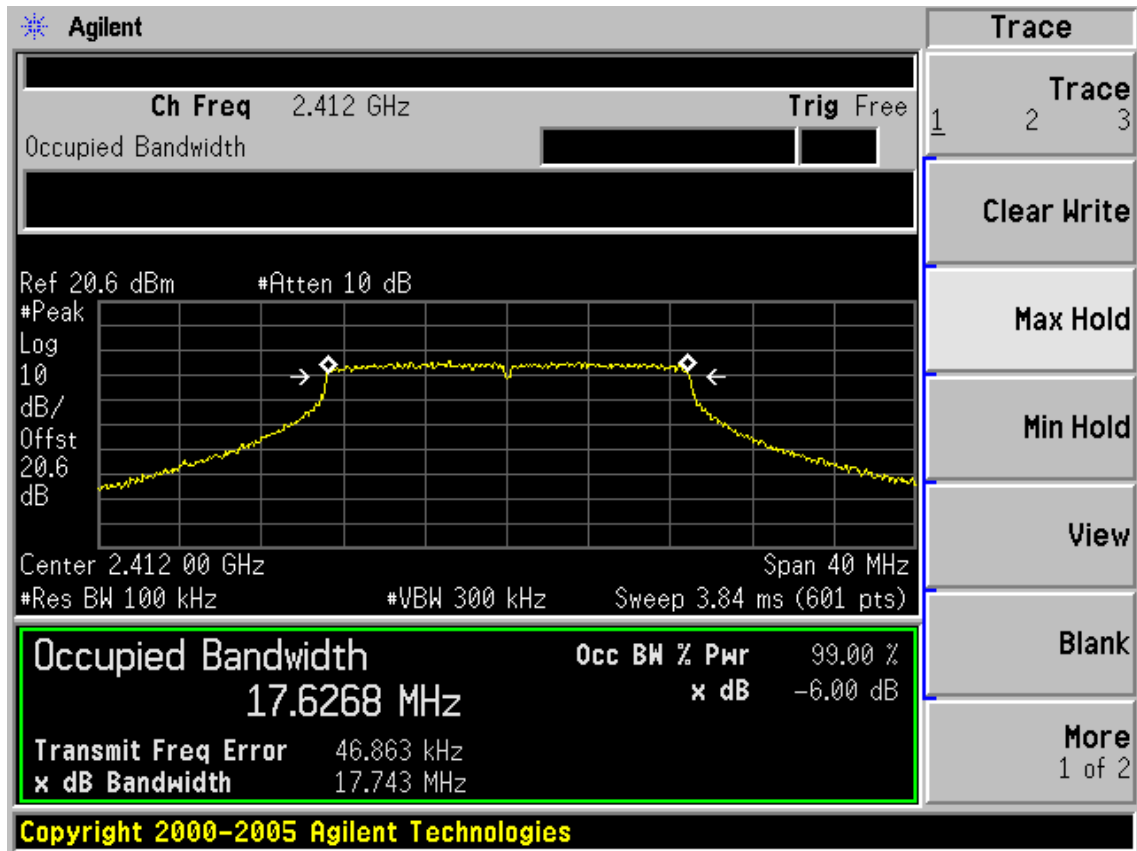 Agilent
Trace
Ch Freq 2.412 GHz Trig Free
Occupied Bandwidth
Trace
1 2 3
Clear Write
Max Hold
Min Hold
View
Blank
More
1 of 2
Ref 20.6 dBm #Atten 10 dB
#Peak
Log
10
dB/
Offst
20.6
dB
Center 2.412 00 GHz Span 40 MHz
#Res BW 100 kHz #VBW 300 kHz Sweep 3.84 ms (601 pts)
Occupied Bandwidth Occ BW % Pwr 99.00 %
17.6268 MHz x dB -6.00 dB
Transmit Freq Error 46.863 kHz
x dB Bandwidth 17.743 MHz
Copyright 2000-2005 Agilent Technologies